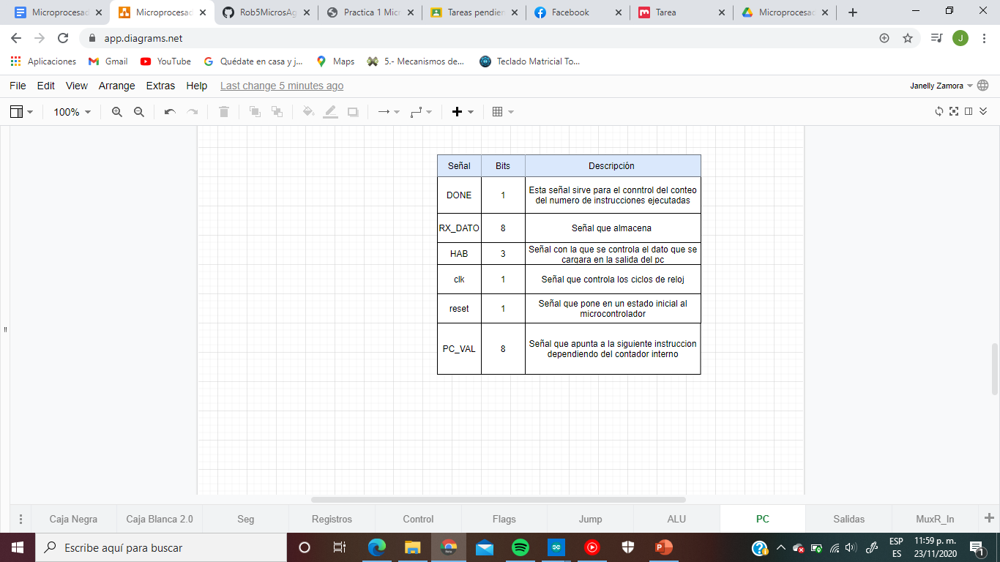 Microprocesad
Microprocesad
Rob5MicrosAg
Practica 1 Micr
Tareas pendien
Facebook
Tarea
Microprocesad
app.diagrams.net
J
Aplicaciones
Gmail
YouTube
Quédate en casa y j...
Maps
5.- Mecanismos de...
Teclado Matricial To...
File Edit View Arrange Extras Help Last change 5 minutes ago
Janelly Zamora
100%
Señal Bits Descripción
DONE 1 Esta señal sirve para el conntrol del conteo
del numero de instrucciones ejecutadas
RX_DATO 8 Señal que almacena
HAB 3 Señal con la que se controla el dato que se
cargara en la salida del pc
clk 1 Señal que controla los ciclos de reloj
reset 1 Señal que pone en un estado inicial al
microcontrolador
PC_VAL 8 Señal que apunta a la siguiente instruccion
dependiendo del contador interno
Caja Negra Caja Blanca 2.0 Seg Registros Control Flags Jump ALU PC Salidas MuxR_In
Escribe aquí para buscar
ESP
ES
11:59 p. m.
23/11/2020
1